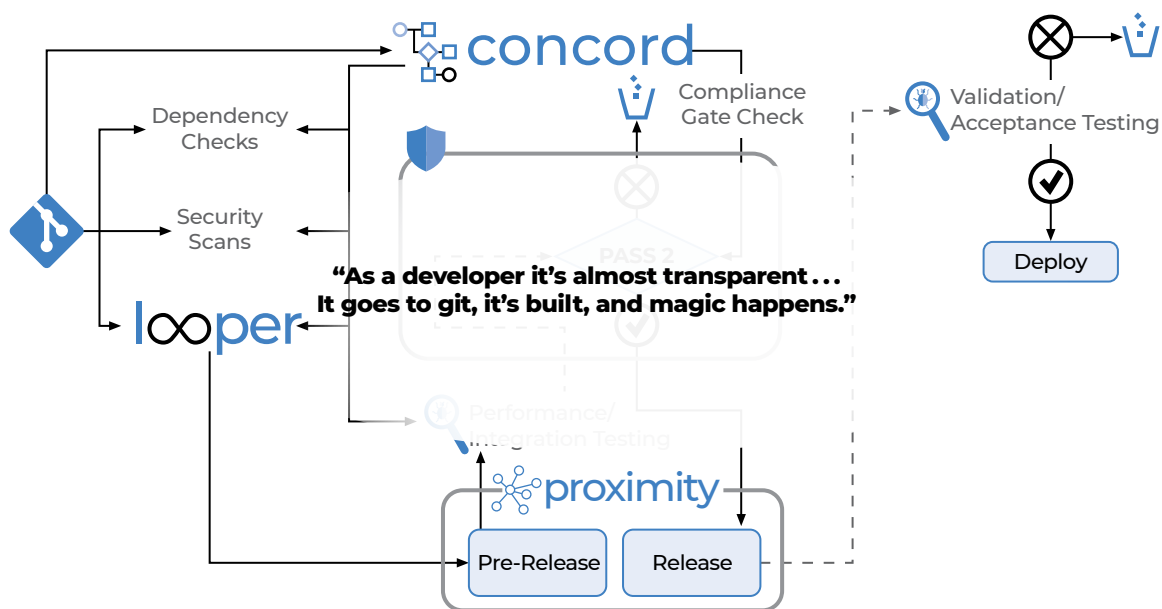 concord
Compliance
Gate Check
Validation/
Acceptance Testing
Dependency
Checks
Security
Scans
PASS ?
Deploy
“As a developer it’s almost transparent...
It goes to git, it’s built, and magic happens.”
looper
Performance/
Integration Testing
proximity
Pre-Release
Release